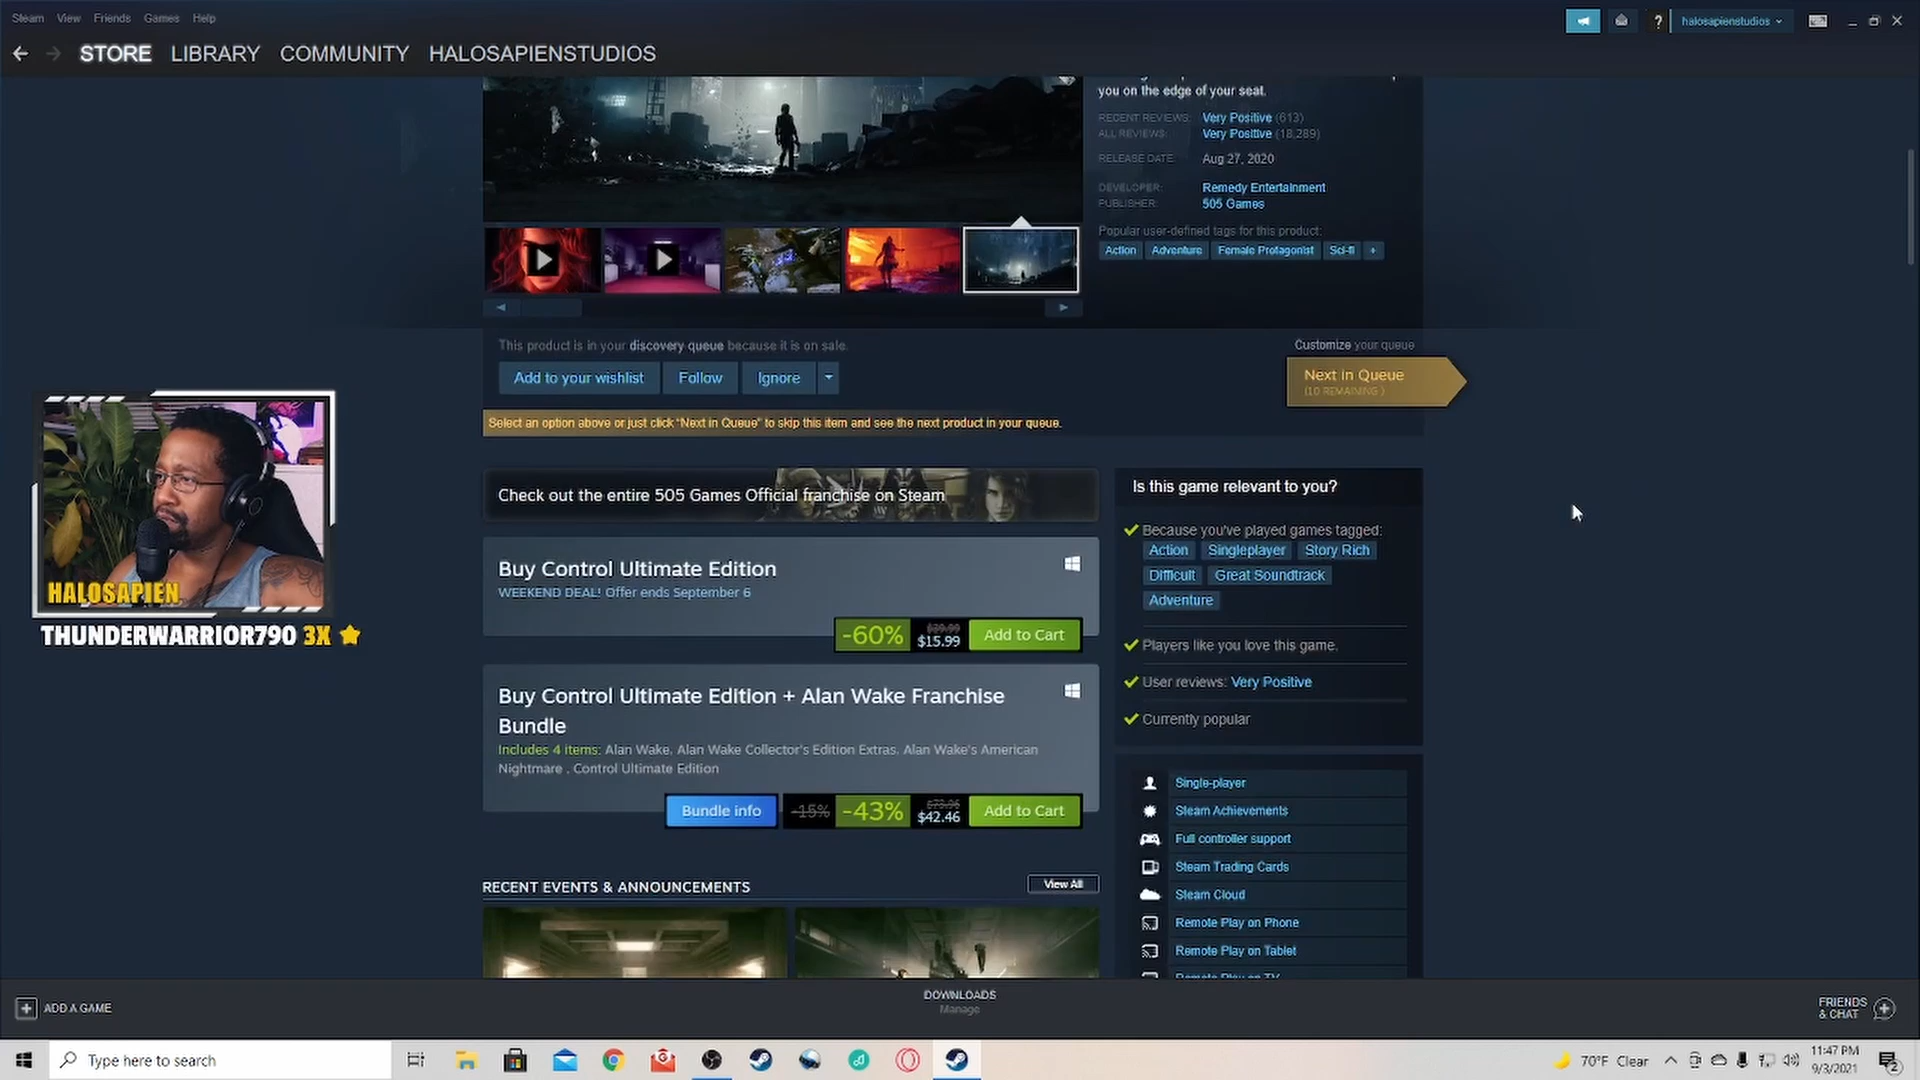 Steam View Friends Games Help
halosapienstudios
STORE LIBRARY COMMUNITY HALOSAPIENSTUDIOS
you on the edge of your seat.
RECENT REVIEWS: Very Positive (613)
ALL REVIEWS: Very Positive (18,289)
RELEASE DATE: Aug 27, 2020
DEVELOPER: Remedy Entertainment
PUBLISHER: 505 Games
Popular user-defined tags for this product:
Action Adventure Female Protagonist Sci-fi +
This product is in your discovery queue because it is on sale.
Customize your queue
Add to your wishlist Follow Ignore
Next in Queue
(10 REMAINING )
Select an option above or just click "Next in Queue" to skip this item and see the next product in your queue.
Check out the entire 505 Games Official franchise on Steam
Is this game relevant to you?
Because you've played games tagged:
Action Singleplayer Story Rich
Difficult Great Soundtrack
Adventure
Buy Control Ultimate Edition
WEEKEND DEAL! Offer ends September 6
-60% $39.99 $15.99 Add to Cart
HALOSAPIEN
THUNDERWARRIOR790 3X
Players like you love this game.
User reviews: Very Positive
Currently popular
Buy Control Ultimate Edition + Alan Wake Franchise
Bundle
Includes 4 items: Alan Wake, Alan Wake Collector's Edition Extras, Alan Wake's American
Nightmare , Control Ultimate Edition
Bundle info -15% -43% $73.96 $42.46 Add to Cart
Single-player
Steam Achievements
Full controller support
Steam Trading Cards
Steam Cloud
Remote Play on Phone
Remote Play on Tablet
Remote Play on TV
RECENT EVENTS & ANNOUNCEMENTS
View All
ADD A GAME
DOWNLOADS
Manage
FRIENDS
& CHAT
Type here to search
70°F Clear
11:47 PM
9/3/2021
2